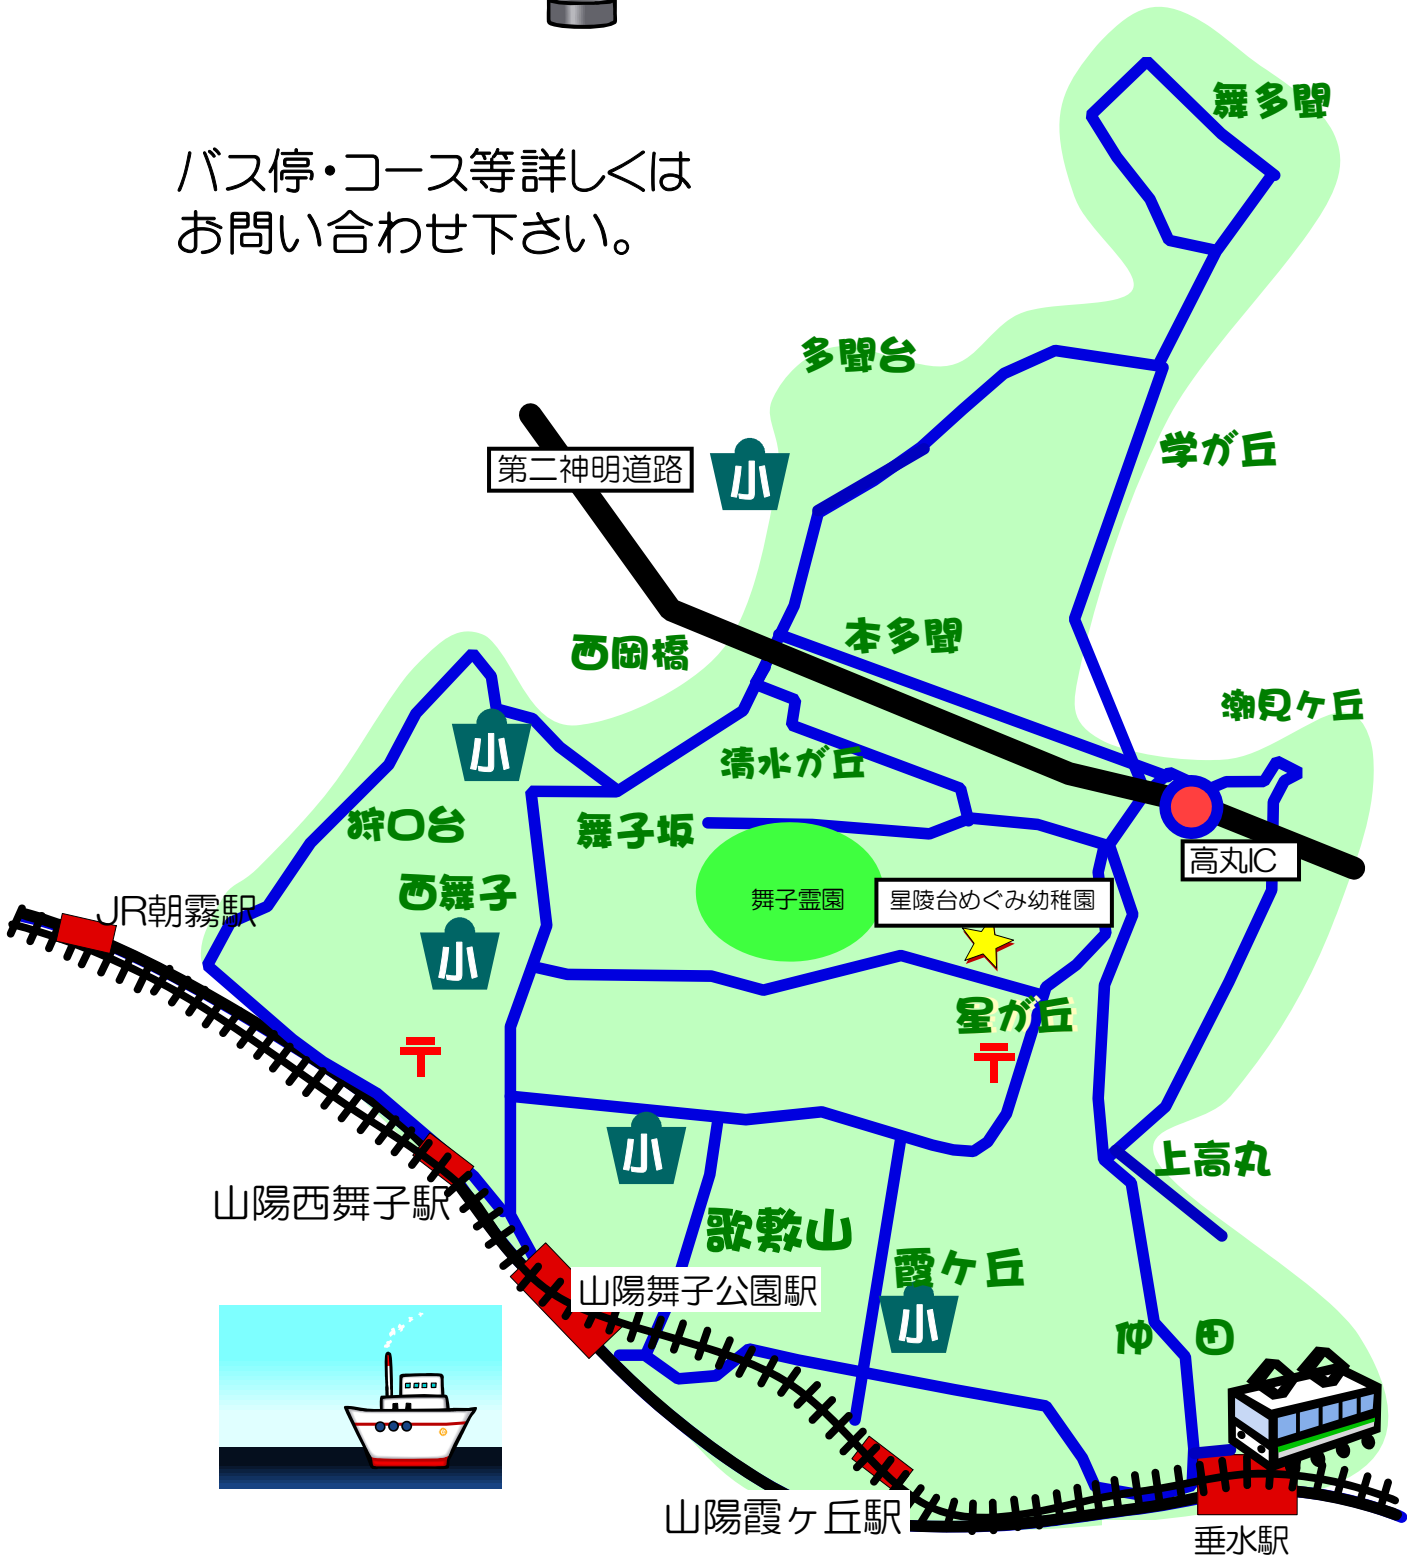 舞多聞
バス停・コース等詳しくは
お問い合わせ下さい。
多聞台
学が丘
第二神明道路
小
本多聞
西岡橋
潮見ケ丘
小
清水が丘
狩口台
舞子坂
高丸IC
西舞子
舞子霊園
星陵台めぐみ幼稚園
JR朝霧駅
小
星が丘
〒
〒
小
上高丸
山陽西舞子駅
歌敷山
霞ケ丘
山陽舞子公園駅
小
仲田
山陽霞ヶ丘駅
垂水駅